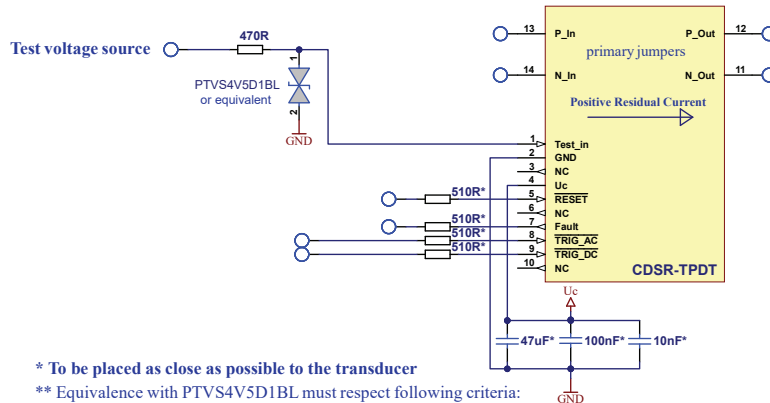 13
P_In
P_Out
12
470R
Test voltage source
1
primary jumpers
PTVS4V5D1BL
or equivalent
14
N_In
N_Out
11
2
Positive Residual Current
GND
1
Test_in
2
GND
3
NC
4
Uc
510R*
5
RESET
6
NC
510R*
7
Fault
510R*
8
TRIG_AC
510R*
9
TRIG_DC
10
NC
CDSR-TPDT
Uc
47uF*
100nF*
10nF*
* To be placed as close as possible to the transducer
** Equivalence with PTVS4V5D1BL must respect following criteria:
GND